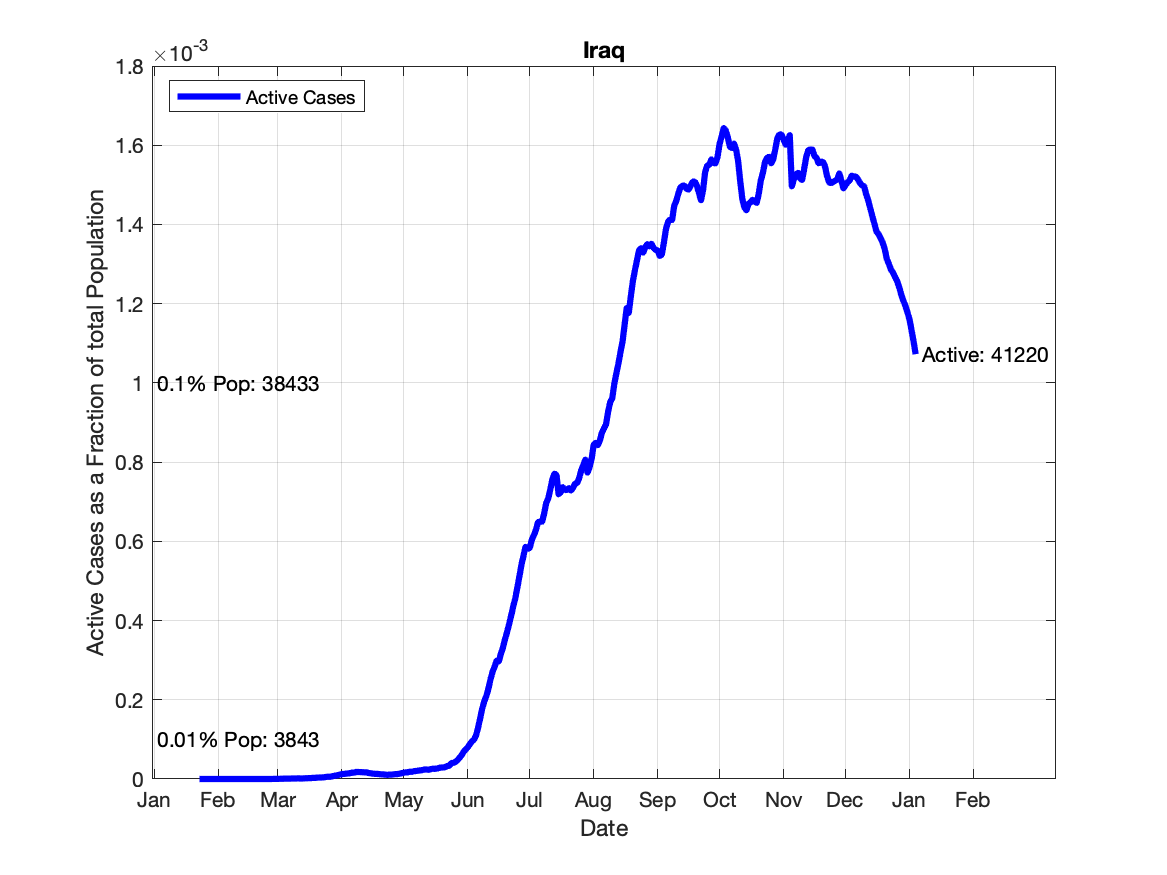 Iraq
×10-3
Active Cases
1.8
1.6
1.4
1.2
1
0.8
0.6
0.4
0.2
0
Active Cases as a Fraction of total Population
0.1% Pop: 38433
0.01% Pop: 3843
Active: 41220
Jan Feb Mar Apr May Jun Jul Aug Sep Oct Nov Dec Jan Feb
Date